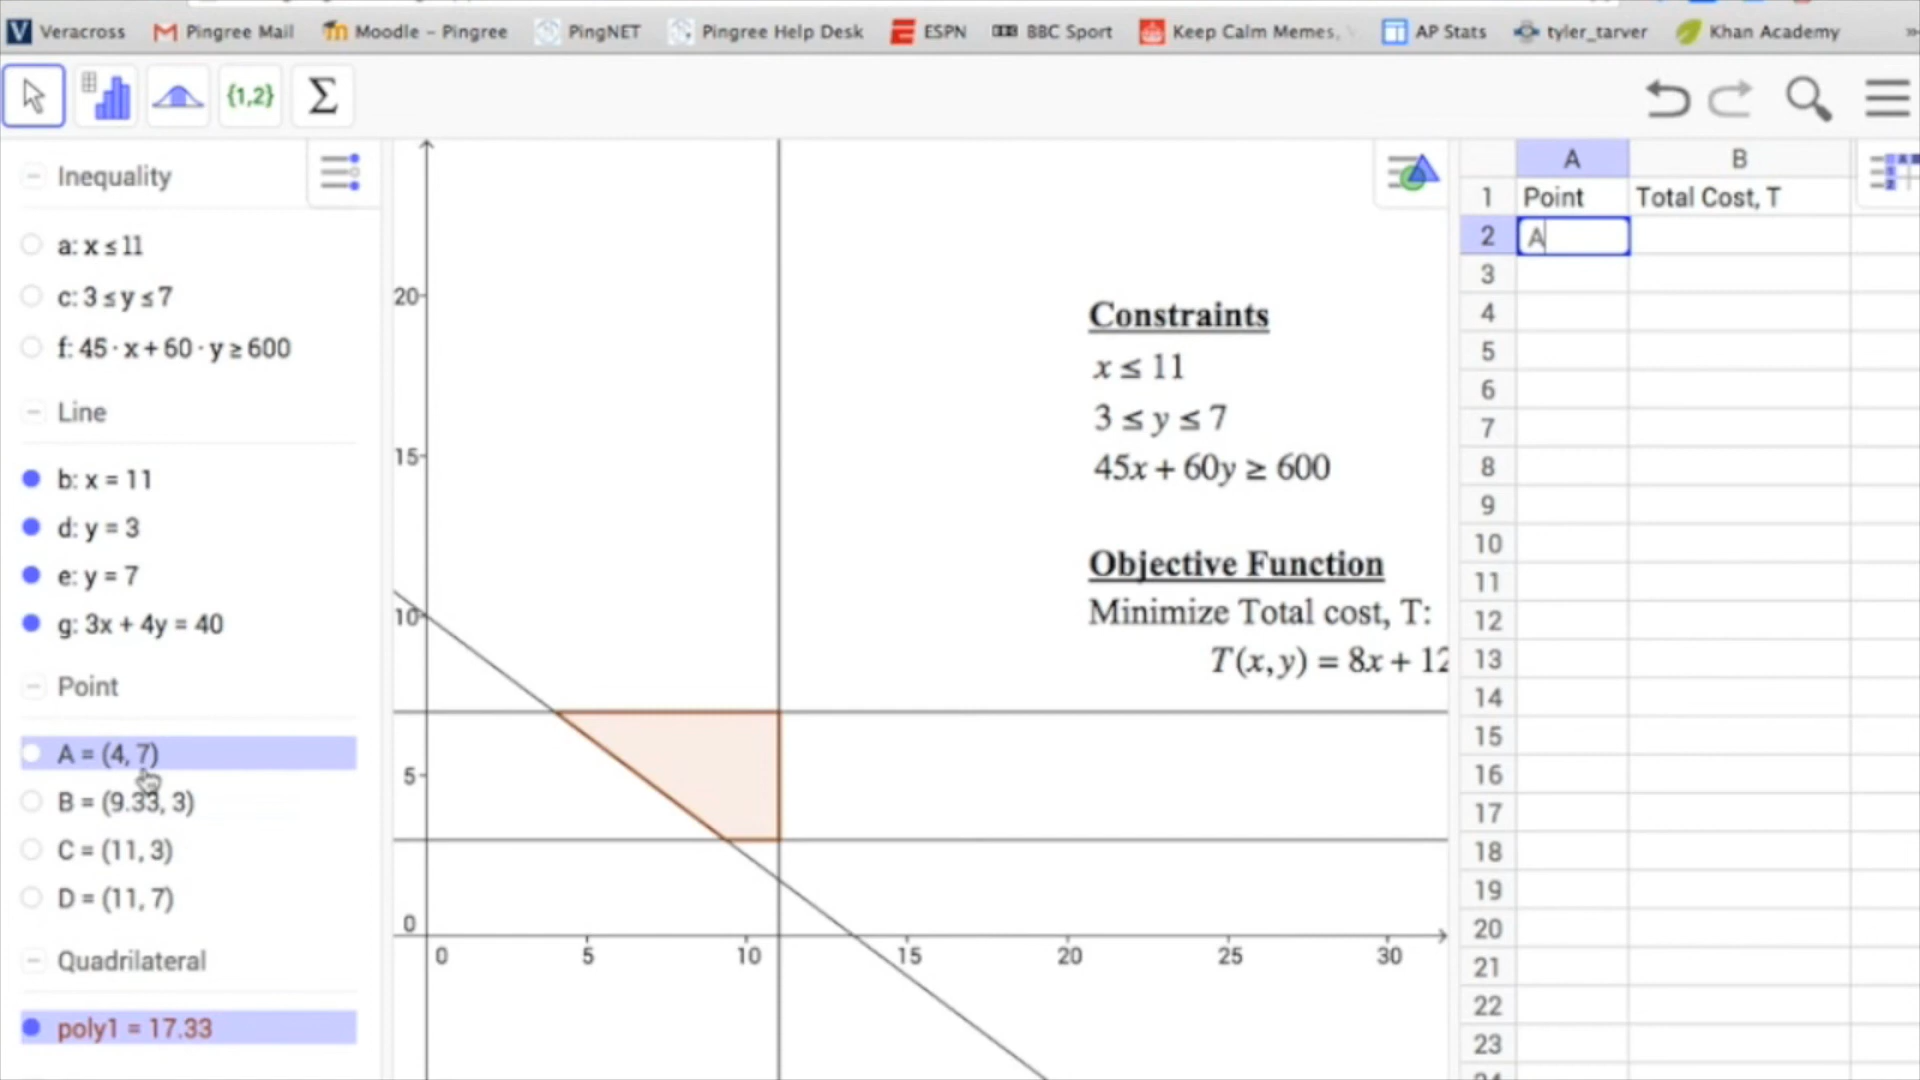 Veracross Pingree Mail Moodle - Pingree PingNET Pingree Help Desk ESPN BBC Sport Keep Calm Memes, AP Stats tyler_tarver Khan Academy »
{1,2} Σ
Inequality
a: x ≤ 11
c: 3 ≤ y ≤ 7
f: 45 · x + 60 · y ≥ 600
Line
b: x = 11
d: y = 3
e: y = 7
g: 3x + 4y = 40
Point
A = (4, 7)
B = (9.33, 3)
C = (11, 3)
D = (11, 7)
Quadrilateral
poly1 = 17.33
20
15
10
5
0
0 5 10 15 20 25 30
Constraints
x ≤ 11
3 ≤ y ≤ 7
45x + 60y ≥ 600
Objective Function
Minimize Total cost, T:
T(x, y) = 8x + 12
A B
1 Point Total Cost, T
2 A
3
4
5
6
7
8
9
10
11
12
13
14
15
16
17
18
19
20
21
22
23